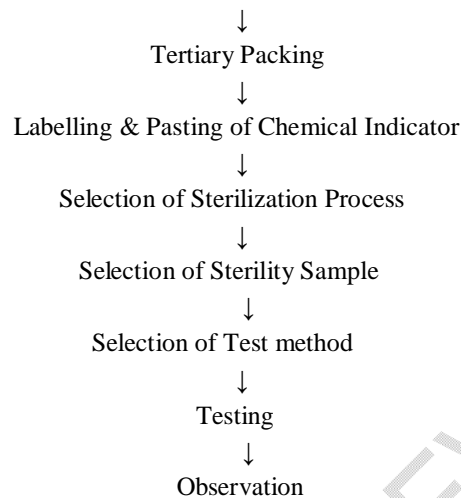 ↓
Tertiary Packing
↓
Labelling & Pasting of Chemical Indicator
↓
Selection of Sterilization Process
↓
Selection of Sterility Sample
↓
Selection of Test method
↓
Testing
↓
Observation